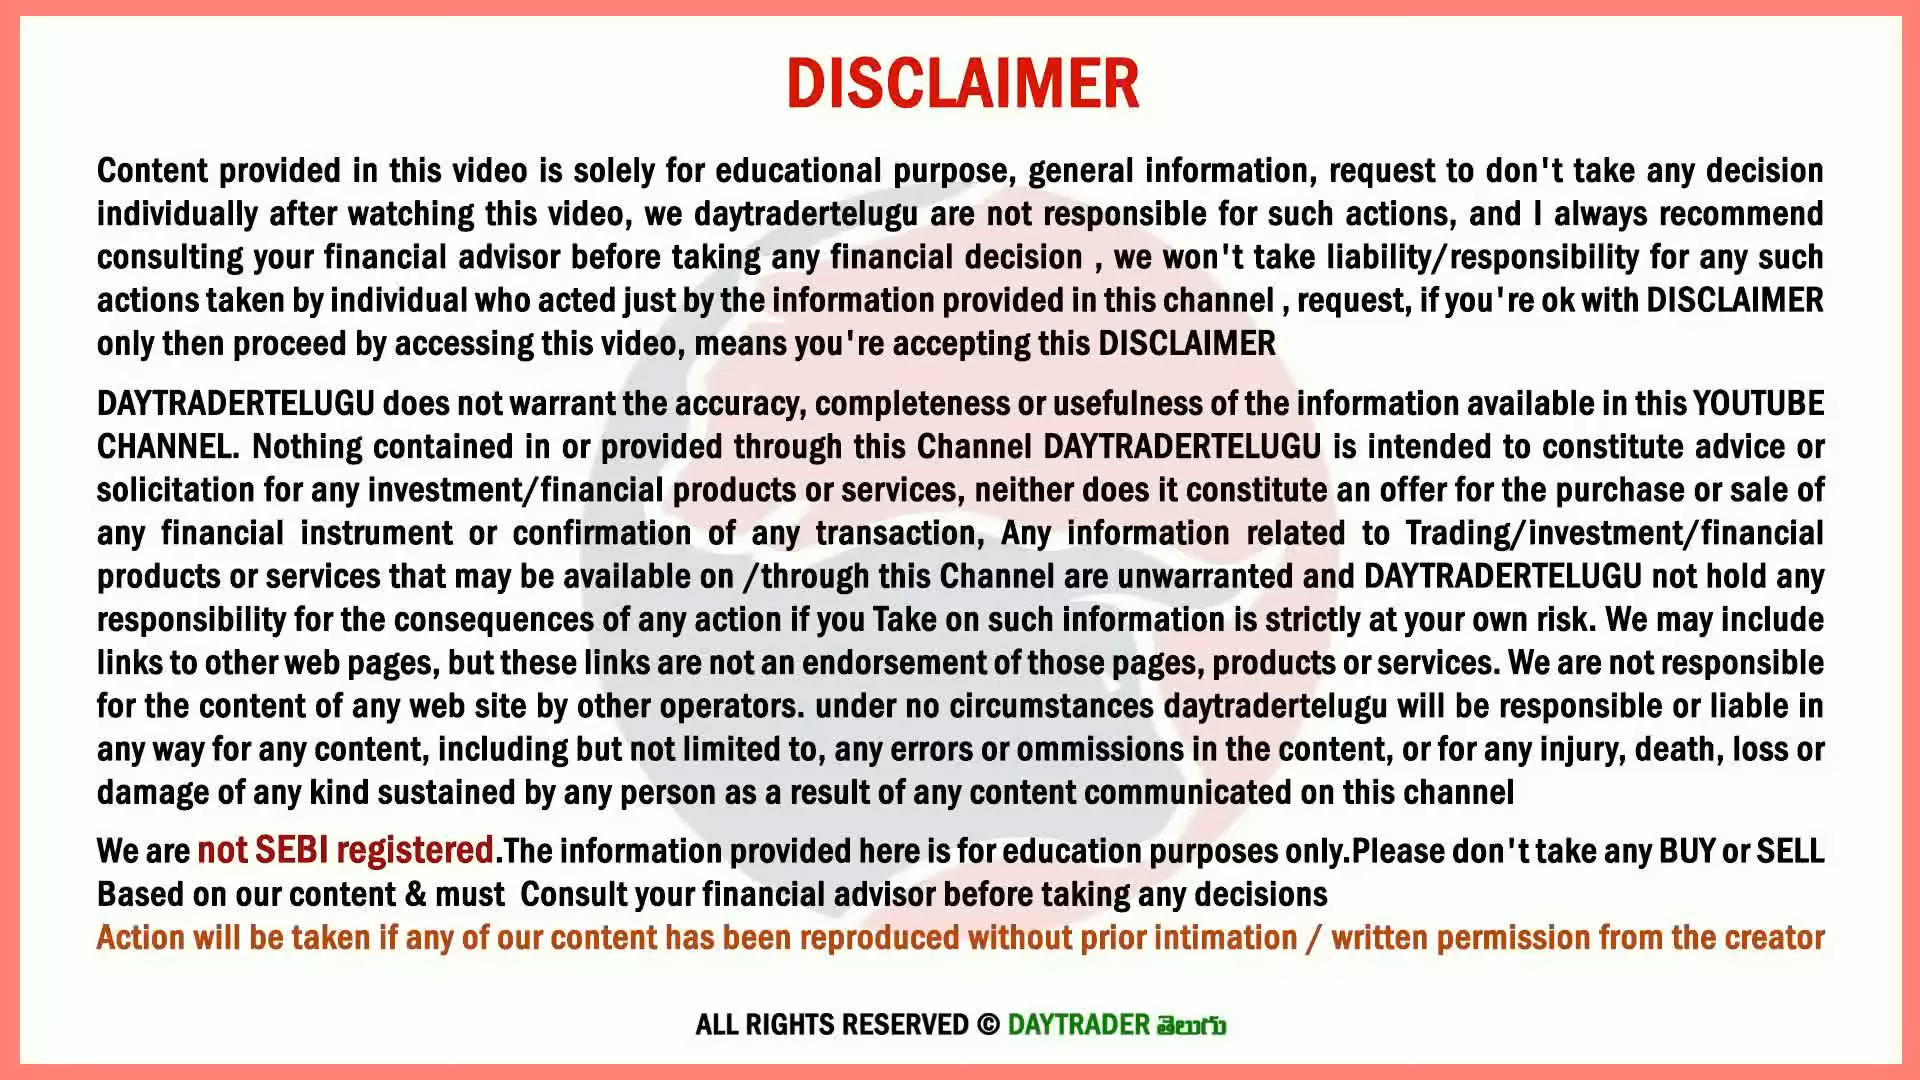 DISCLAIMER
Content provided in this video is solely for educational purpose, general information, request to don't take any decision
individually after watching this video, we daytradertelugu are not responsible for such actions, and I always recommend
consulting your financial advisor before taking any financial decision , we won't take liability/responsibility for any such
actions taken by individual who acted just by the information provided in this channel , request, if you're ok with DISCLAIMER
only then proceed by accessing this video, means you're accepting this DISCLAIMER
DAYTRADERTELUGU does not warrant the accuracy, completeness or usefulness of the information available in this YOUTUBE
CHANNEL. Nothing contained in or provided through this Channel DAYTRADERTELUGU is intended to constitute advice or
solicitation for any investment/financial products or services, neither does it constitute an offer for the purchase or sale of
any financial instrument or confirmation of any transaction, Any information related to Trading/investment/financial
products or services that may be available on /through this Channel are unwarranted and DAYTRADERTELUGU not hold any
responsibility for the consequences of any action if you Take on such information is strictly at your own risk. We may include
links to other web pages, but these links are not an endorsement of those pages, products or services. We are not responsible
for the content of any web site by other operators. under no circumstances daytradertelugu will be responsible or liable in
any way for any content, including but not limited to, any errors or ommissions in the content, or for any injury, death, loss or
damage of any kind sustained by any person as a result of any content communicated on this channel
We are not SEBI registered.The information provided here is for education purposes only.Please don't take any BUY or SELL
Based on our content & must Consult your financial advisor before taking any decisions
Action will be taken if any of our content has been reproduced without prior intimation / written permission from the creator
ALL RIGHTS RESERVED © DAYTRADER తెలుగు